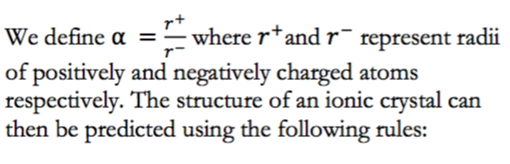 We define α = r⁺/r⁻ where r⁺ and r⁻ represent radii
of positively and negatively charged atoms
respectively. The structure of an ionic crystal can
then be predicted using the following rules: